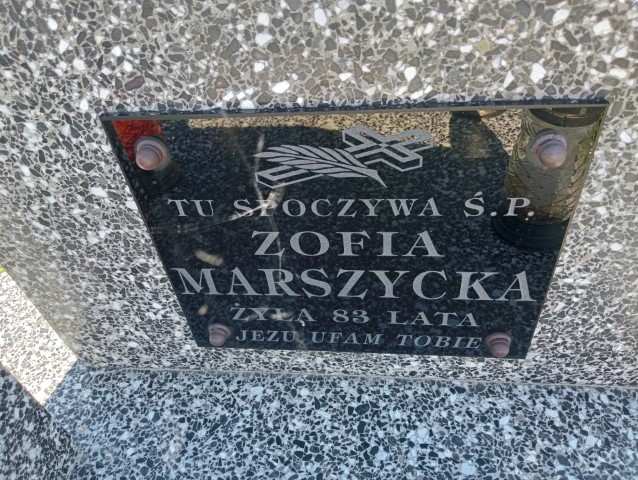 TU SPOCZYWA Ś.P.
ZOFIA
MARSZYCKA
ŻYŁA 83 LATA
JEZU UFAM TOBIE